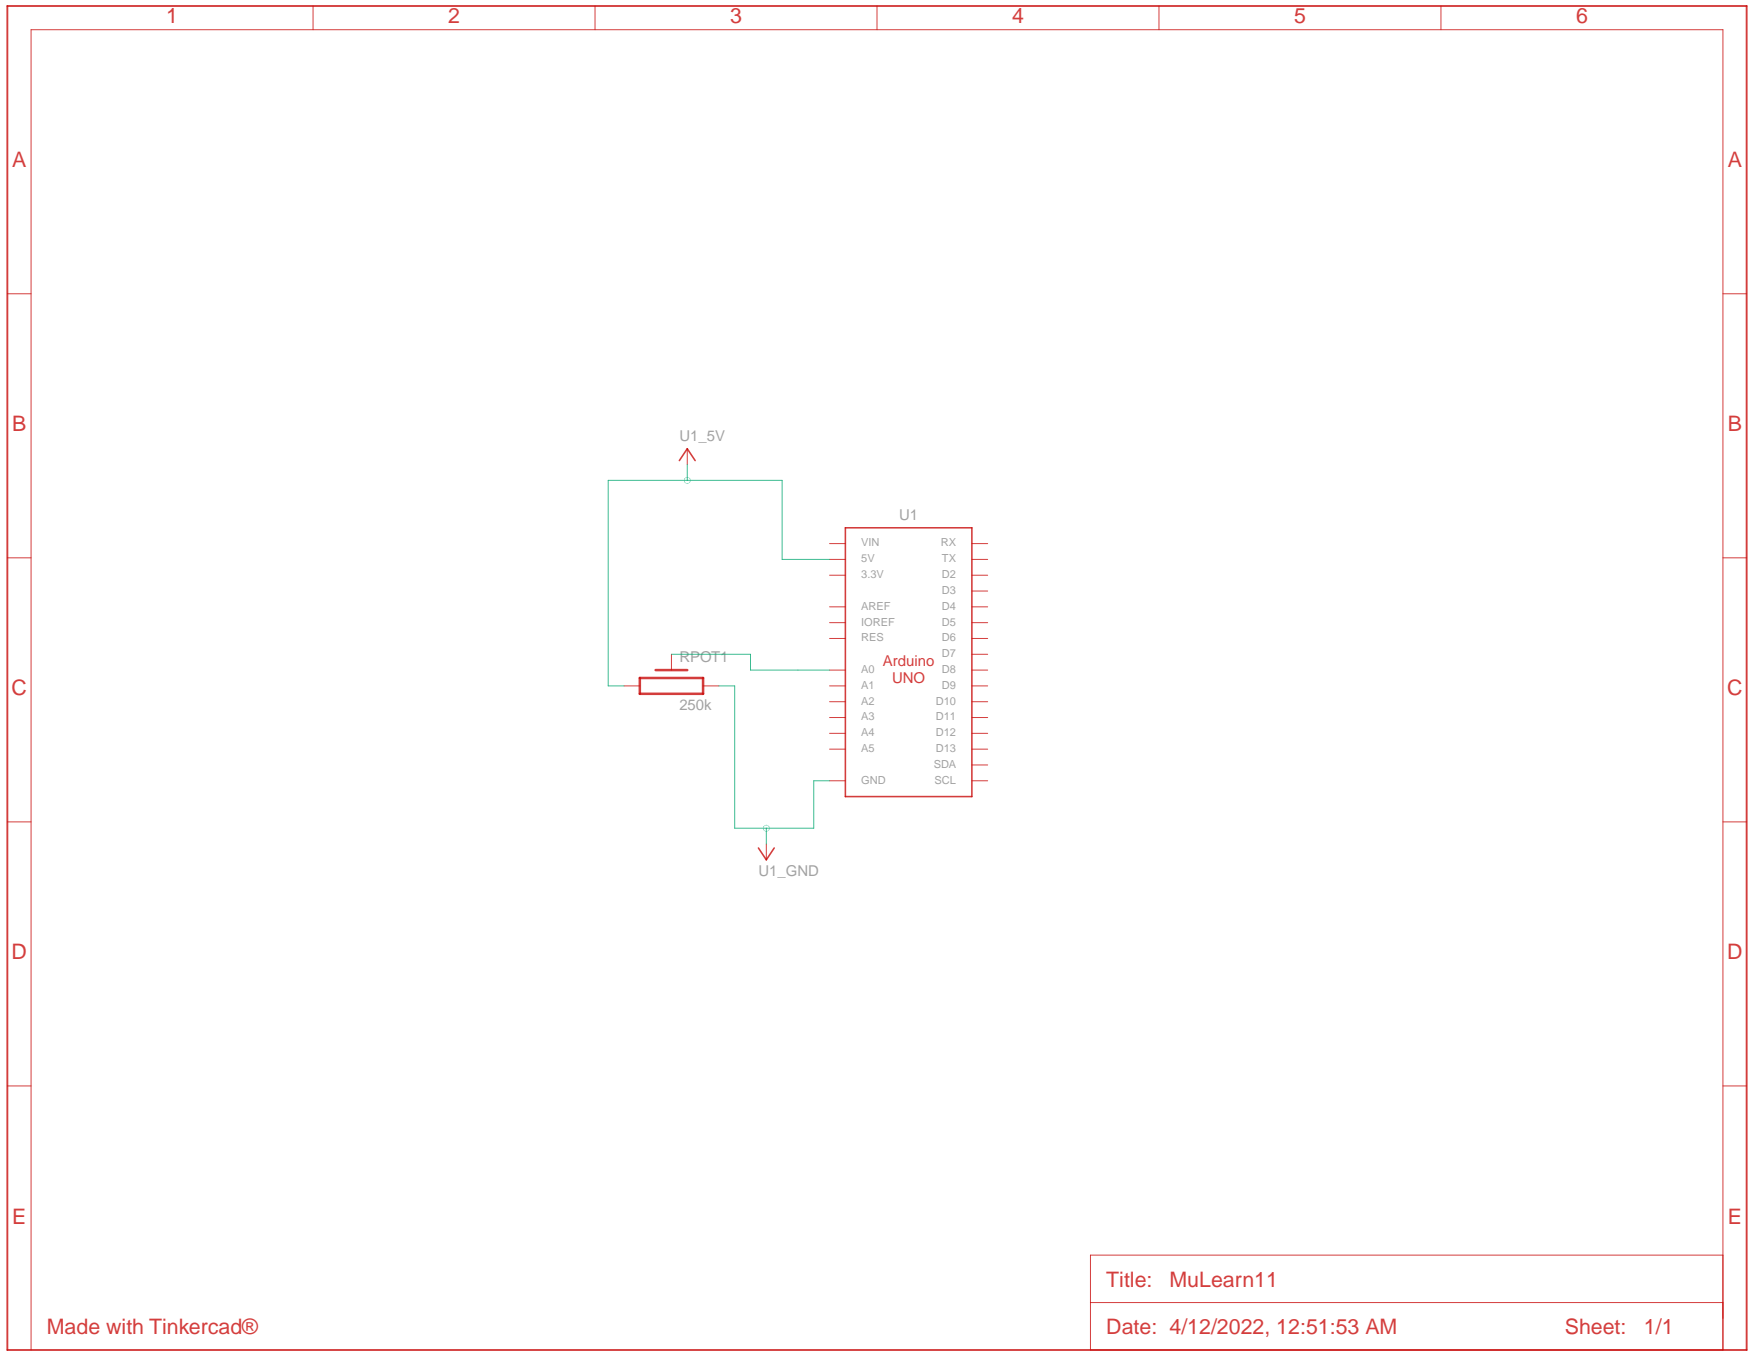 1 2 3 4 5 6
A A
B B
U1_5V
U1
VIN RX
5V TX
3.3V D2
D3
AREF D4
IOREF D5
RES D6
RPOT1 D7
A0 Arduino D8
C A1 UNO D9 C
250k A2 D10
A3 D11
A4 D12
A5 D13
SDA
GND SCL
U1_GND
D D
E E
Title: MuLearn11
Made with Tinkercad® Date: 4/12/2022, 12:51:53 AM Sheet: 1/1